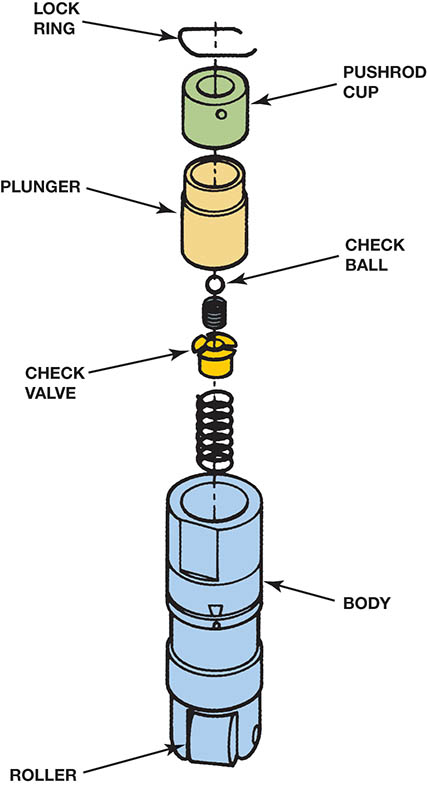 LOCK
RING
PUSHROD
CUP
PLUNGER
CHECK
BALL
CHECK
VALVE
BODY
ROLLER